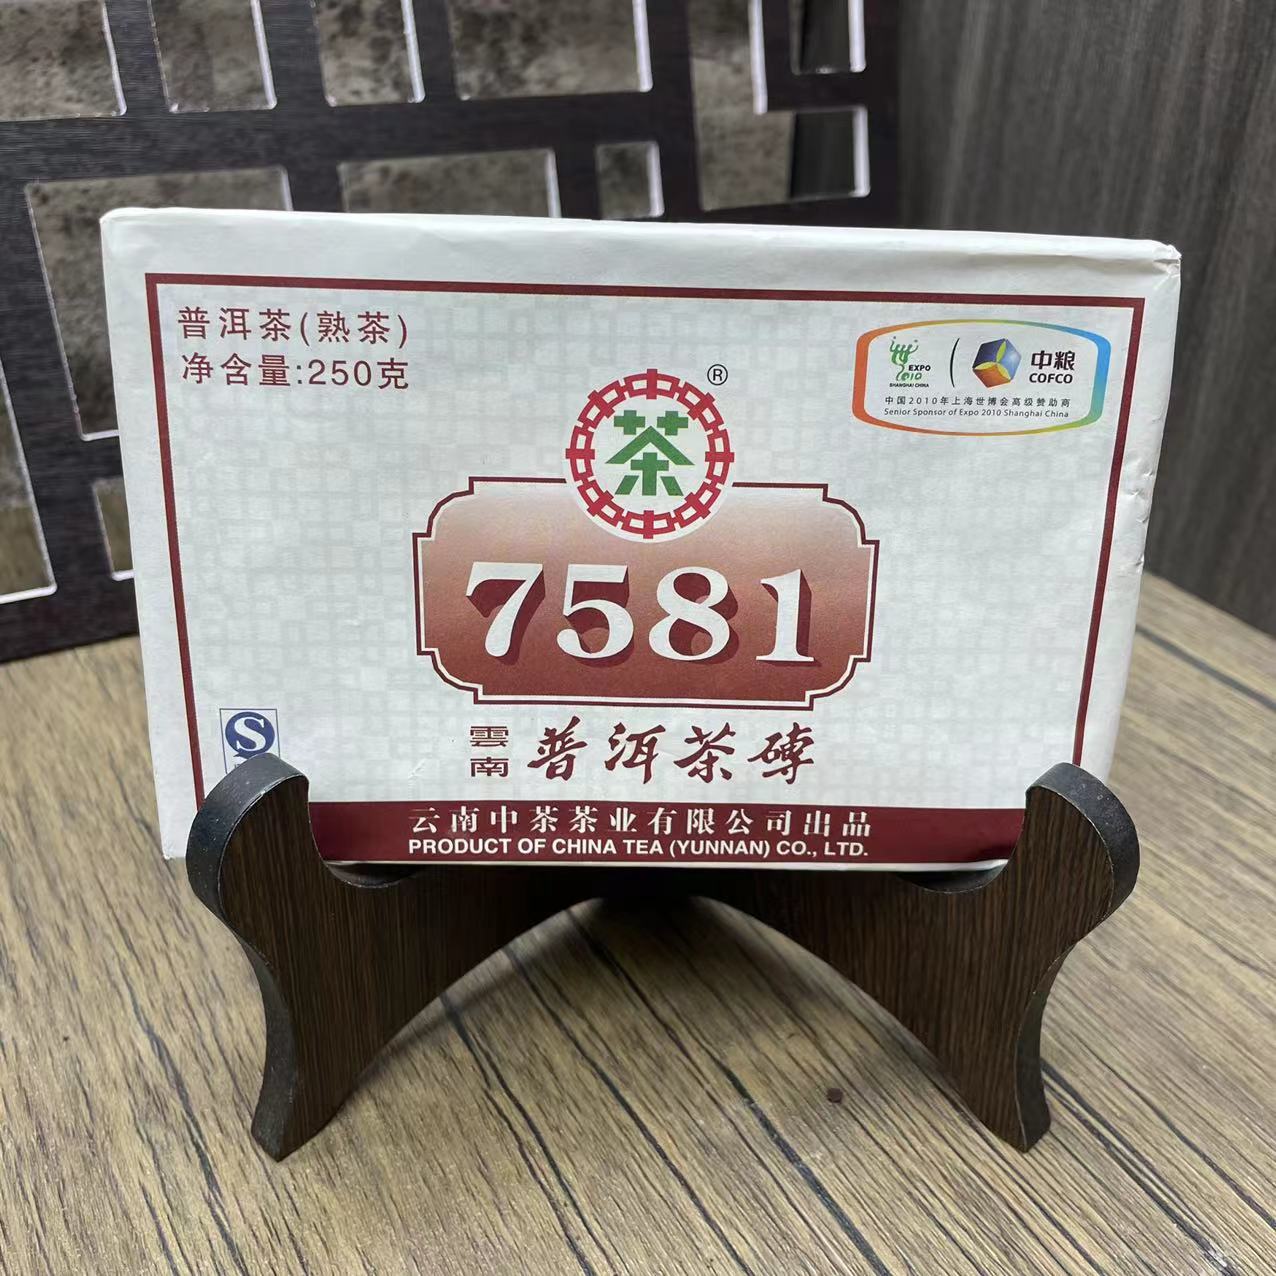 普洱茶(熟茶)
净含量:250克
EXPO
2010
SHANGHAI CHINA
中粮
COFCO
中国2010年上海世博会高级赞助商
Senior Sponsor of Expo 2010 Shanghai China
茶
®
7581
雲南
普洱茶磚
S
云南中茶茶业有限公司出品
PRODUCT OF CHINA TEA (YUNNAN) CO., LTD.